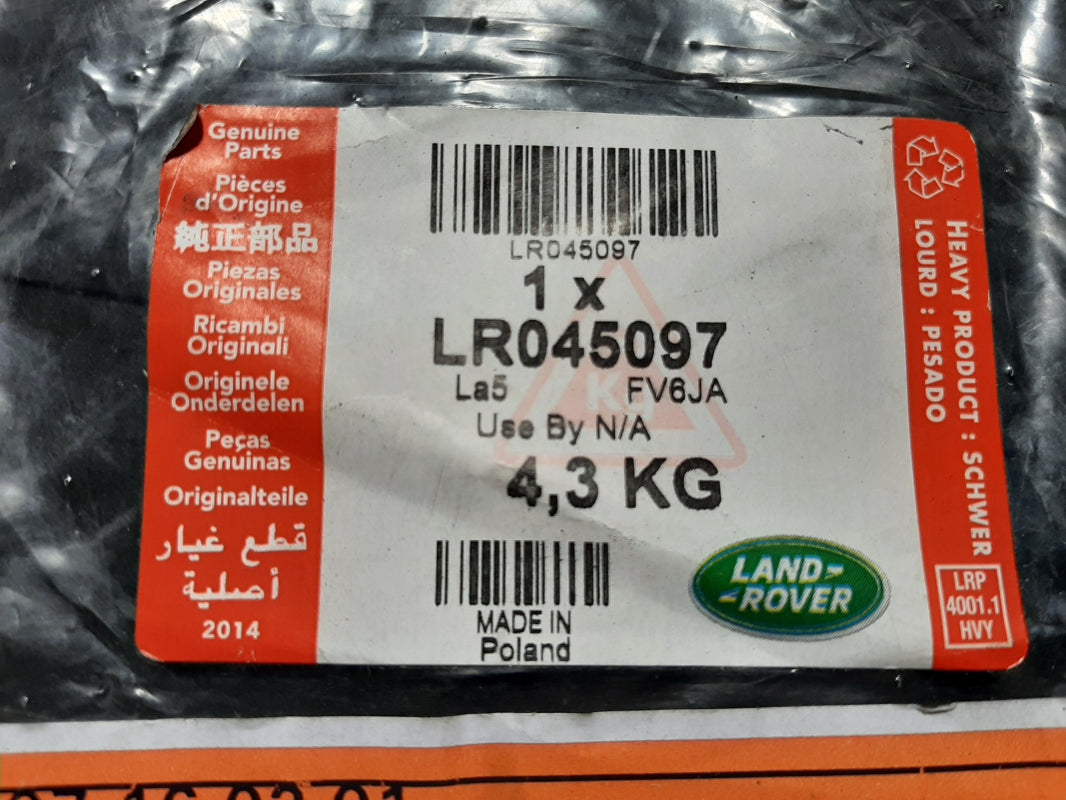 Genuine
Parts
Pièces
d'Origine
純正部品
Piezas
Originales
Ricambi
Originali
Originele
Onderdelen
Peças
Genuinas
Originalteile
قطع غيار
أصلية
2014
LR045097
1 x
LR045097
La5 FV6JA
Use By N/A
KH
4,3 KG
MADE IN
Poland
LAND-
-ROVER
HEAVY PRODUCT : SCHWER
LOURD : PESADO
LRP
4001.1
HVY